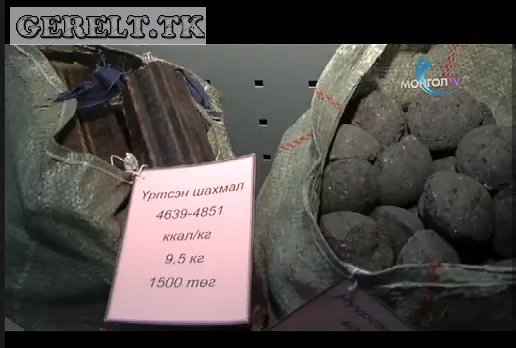 GERELT.TK
МОНГОЛ TV
Үртсэн шахмал
4639-4851
ккал/кг
9,5 кг
1500 төг